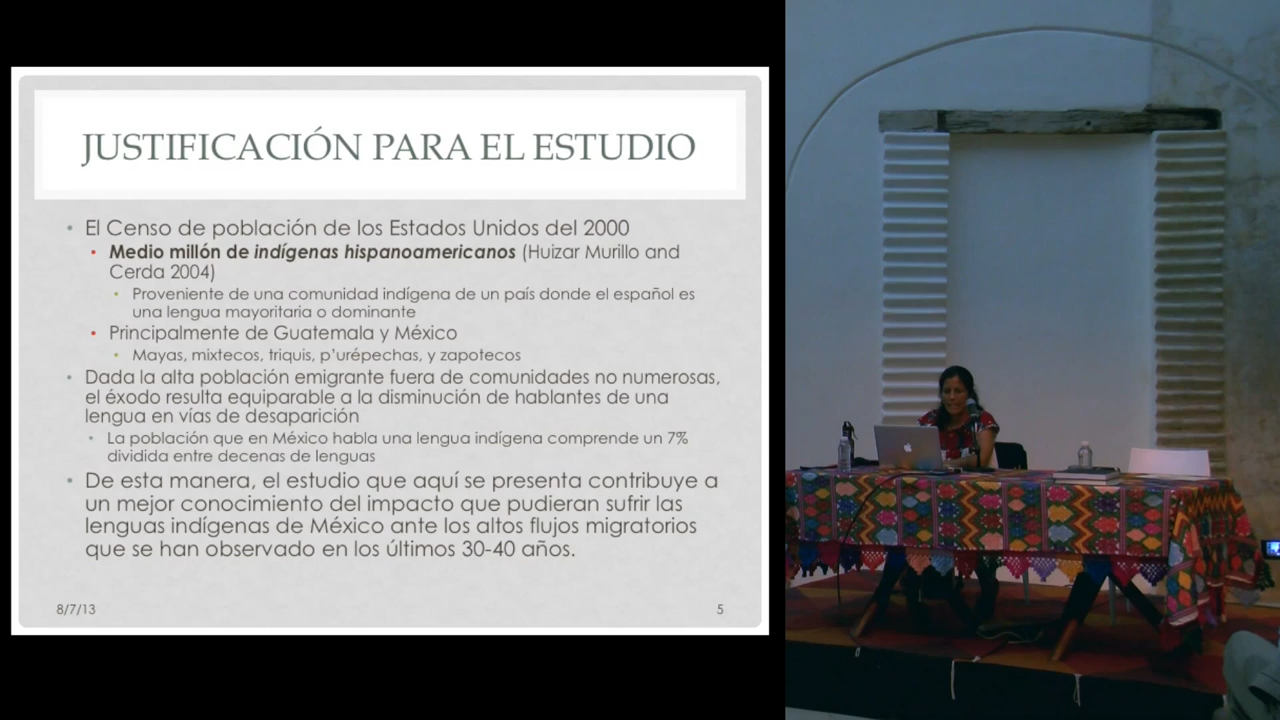 JUSTIFICACIÓN PARA EL ESTUDIO
• El Censo de población de los Estados Unidos del 2000
• Medio millón de indígenas hispanoamericanos (Huizar Murillo and
Cerda 2004)
• Proveniente de una comunidad indígena de un país donde el español es
una lengua mayoritaria o dominante
• Principalmente de Guatemala y México
• Mayas, mixtecos, triquis, p'urépechas, y zapotecos
• Dada la alta población emigrante fuera de comunidades no numerosas,
el éxodo resulta equiparable a la disminución de hablantes de una
lengua en vías de desaparición
• La población que en México habla una lengua indígena comprende un 7%
dividida entre decenas de lenguas
• De esta manera, el estudio que aquí se presenta contribuye a
un mejor conocimiento del impacto que pudieran sufrir las
lenguas indígenas de México ante los altos flujos migratorios
que se han observado en los últimos 30-40 años.
8/7/13
5